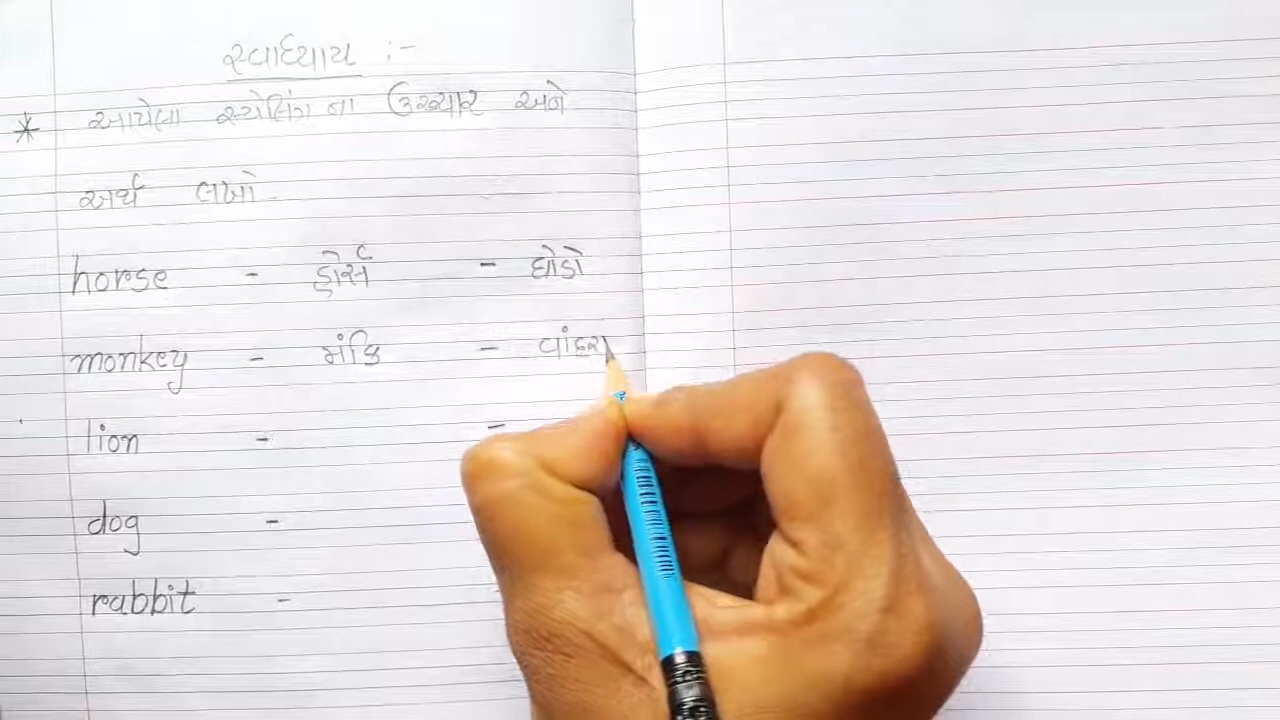 સ્વાધ્યાય :-
* આપેલા સ્પેલિંગ ના ઉચ્ચાર અને
અર્થ લખો.
horse - હોર્સ - ઘોડો
monkey - મંકિ - વાંદરા
lion - -
dog -
rabbit -